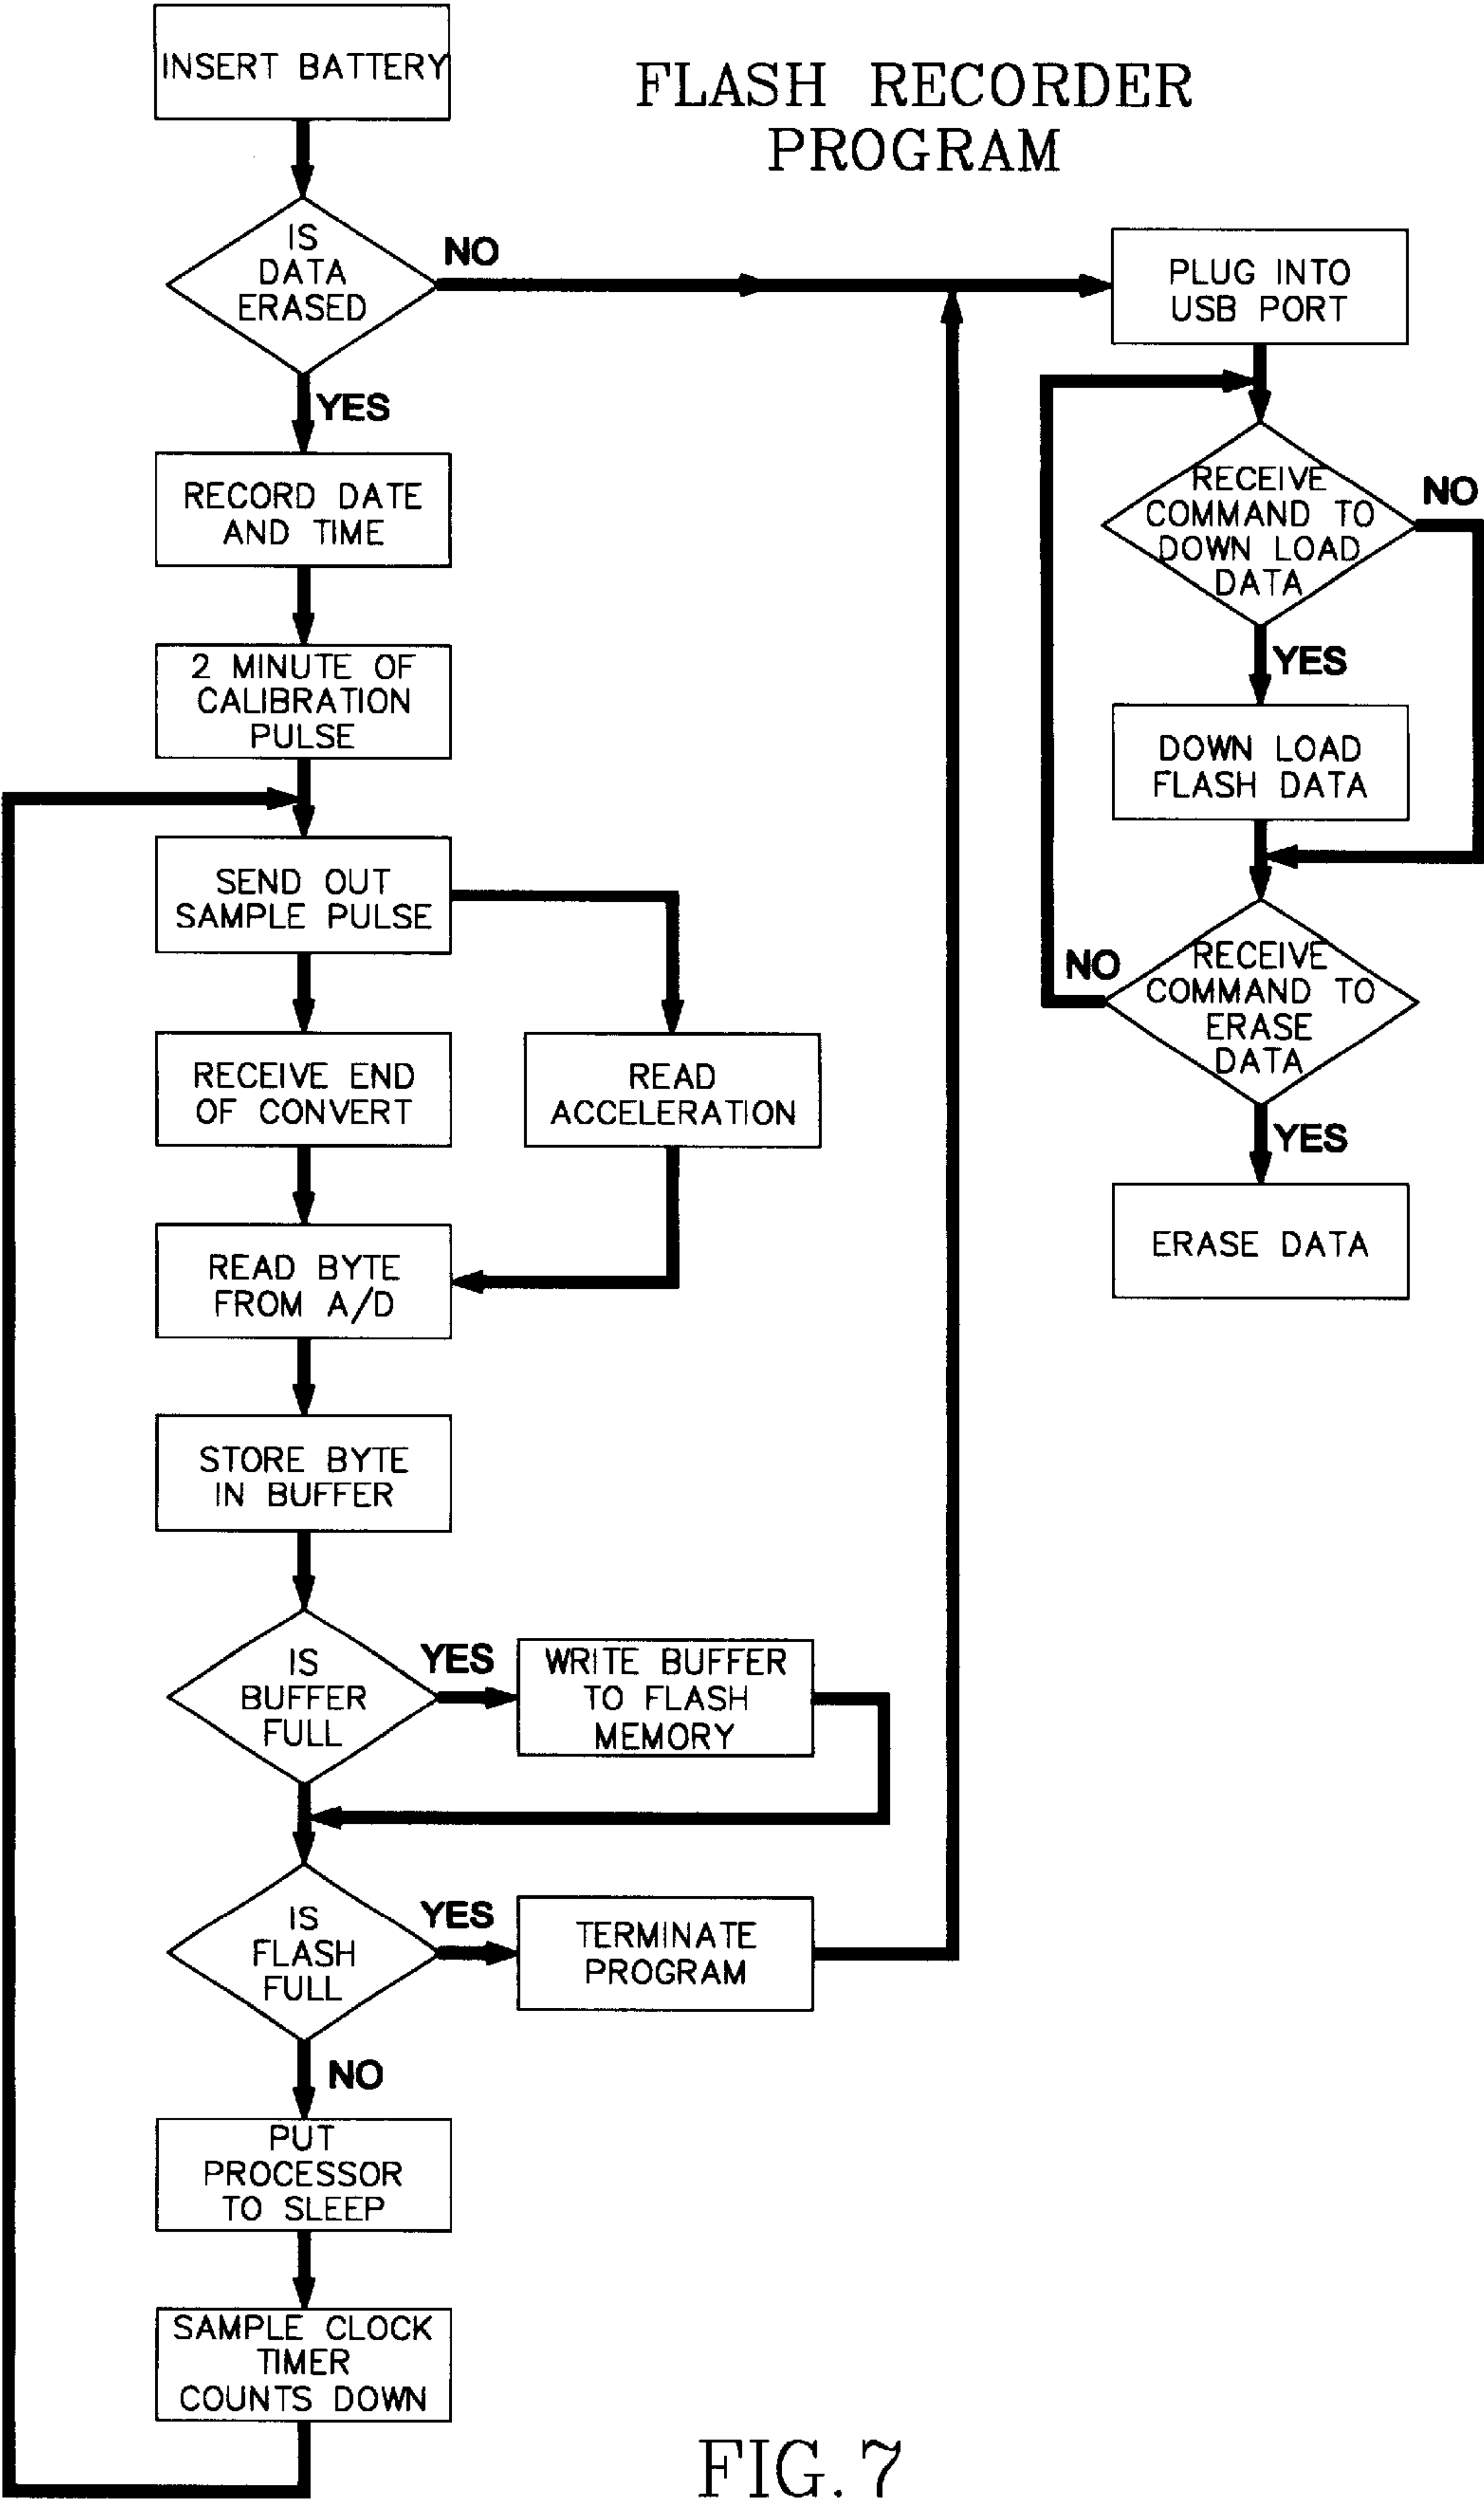 INSERT BATTERY
FLASH RECORDER
PROGRAM
IS
DATA
ERASED
NO
YES
RECORD DATE
AND TIME
2 MINUTE OF
CALIBRATION
PULSE
SEND OUT
SAMPLE PULSE
RECEIVE END
OF CONVERT
READ
ACCELERATION
READ BYTE
FROM A/D
STORE BYTE
IN BUFFER
IS
BUFFER
FULL
YES
WRITE BUFFER
TO FLASH
MEMORY
IS
FLASH
FULL
YES
TERMINATE
PROGRAM
NO
PUT
PROCESSOR
TO SLEEP
SAMPLE CLOCK
TIMER
COUNTS DOWN
PLUG INTO
USB PORT
RECEIVE
COMMAND TO
DOWN LOAD
DATA
NO
YES
DOWN LOAD
FLASH DATA
RECEIVE
COMMAND TO
ERASE
DATA
NO
YES
ERASE DATA
FIG.7